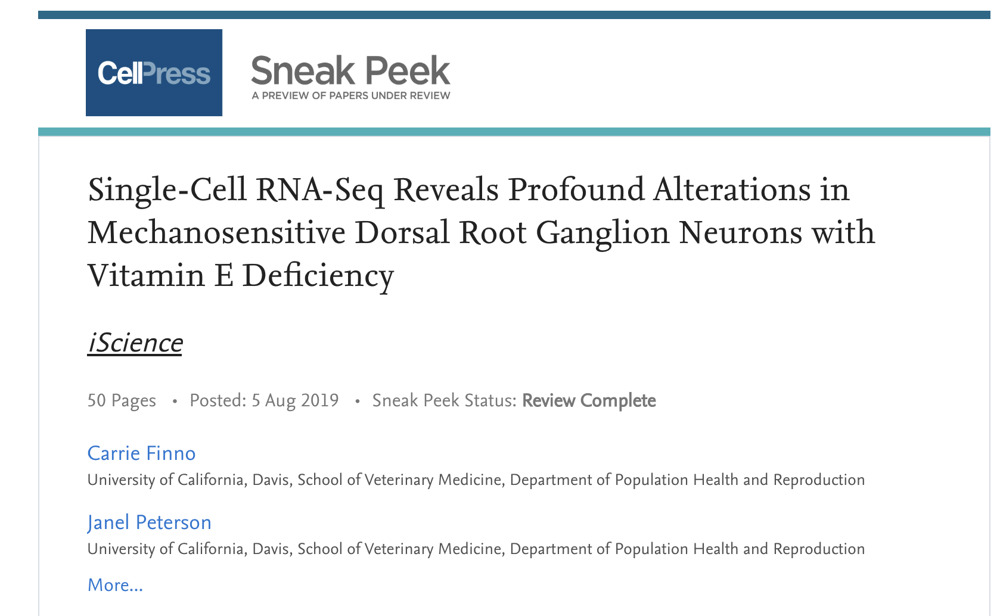 CellPress
Sneak Peek
A PREVIEW OF PAPERS UNDER REVIEW
Single-Cell RNA-Seq Reveals Profound Alterations in
Mechanosensitive Dorsal Root Ganglion Neurons with
Vitamin E Deficiency
iScience
50 Pages • Posted: 5 Aug 2019 • Sneak Peek Status: Review Complete
Carrie Finno
University of California, Davis, School of Veterinary Medicine, Department of Population Health and Reproduction
Janel Peterson
University of California, Davis, School of Veterinary Medicine, Department of Population Health and Reproduction
More...